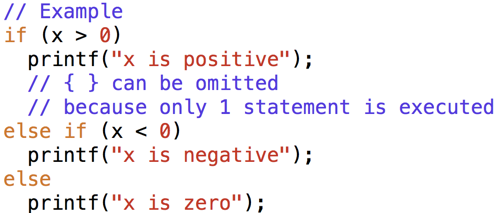 // Example
if (x > 0)
  printf("x is positive");
  // { } can be omitted
  // because only 1 statement is executed
else if (x < 0)
  printf("x is negative");
else
  printf("x is zero");